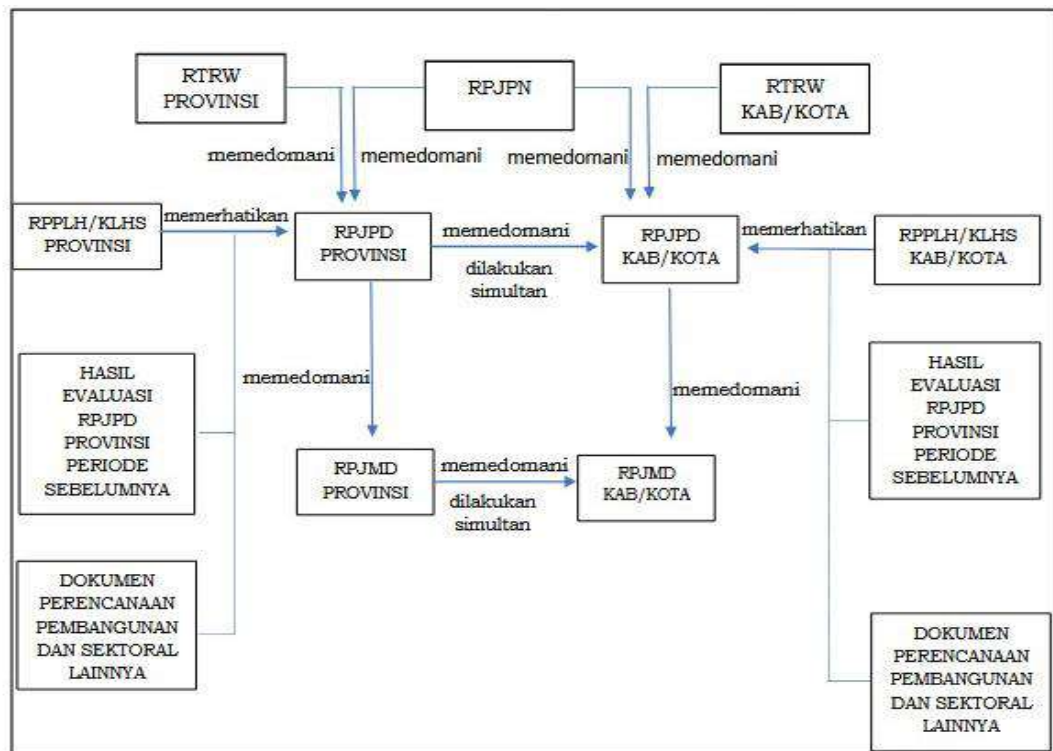 RTRW
PROVINSI
RPJPN
RTRW
KAB/KOTA
memedomani
memedomani
memedomani
memedomani
RPPLH/KLHS
PROVINSI
memerhatikan
RPJPD
PROVINSI
memedomani
dilakukan
simultan
RPJPD
KAB/KOTA
memerhatikan
RPPLH/KLHS
KAB/KOTA
HASIL
EVALUASI
RPJPD
PROVINSI
PERIODE
SEBELUMNYA
memedomani
memedomani
HASIL
EVALUASI
RPJPD
PROVINSI
PERIODE
SEBELUMNYA
RPJMD
PROVINSI
memedomani
dilakukan
simultan
RPJMD
KAB/KOTA
DOKUMEN
PERENCANAAN
PEMBANGUNAN
DAN SEKTORAL
LAINNYA
DOKUMEN
PERENCANAAN
PEMBANGUNAN
DAN SEKTORAL
LAINNYA